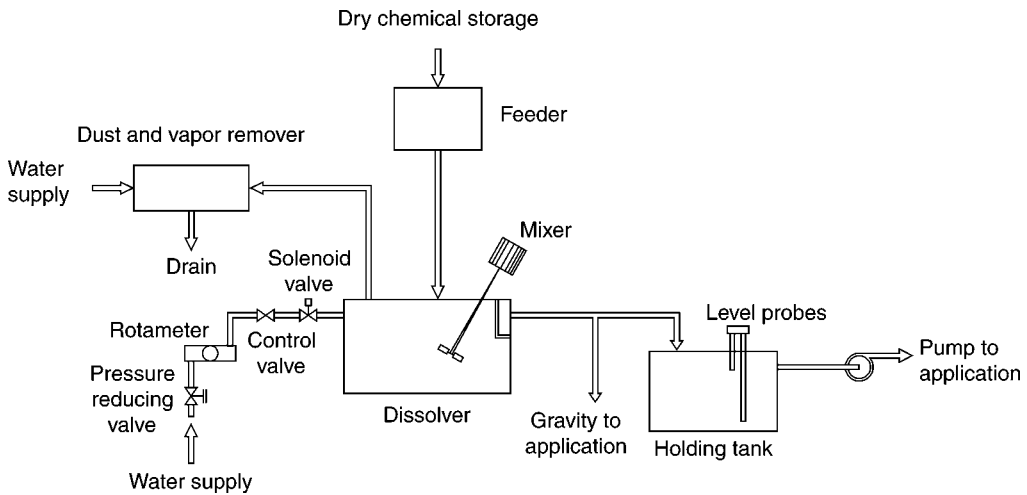 Dry chemical storage
Feeder
Dust and vapor remover
Water
supply
Drain
Mixer
Solenoid
valve
Rotameter
Control
valve
Level probes
Pressure
reducing
valve
Pump to
application
Dissolver
Gravity to
application
Holding tank
Water supply